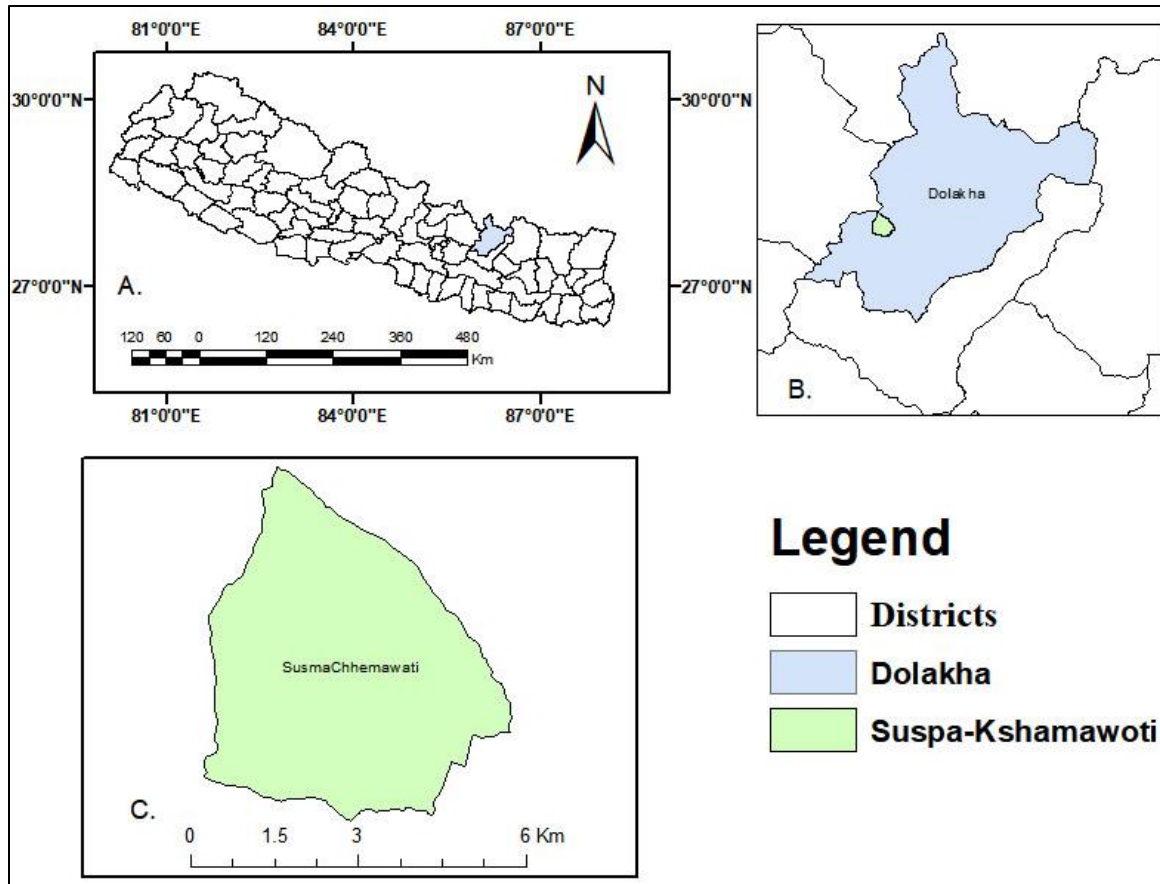 81°0'0"E 84°0'0"E 87°0'0"E
30°0'0"N
27°0'0"N
N
A.
120 60 0 120 240 360 480
Km
81°0'0"E 84°0'0"E 87°0'0"E
30°0'0"N
27°0'0"N
Dolakha
B.
SusmaChhemawati
C.
0 1.5 3 6 Km
Legend
Districts
Dolakha
Suspa-Kshamawoti